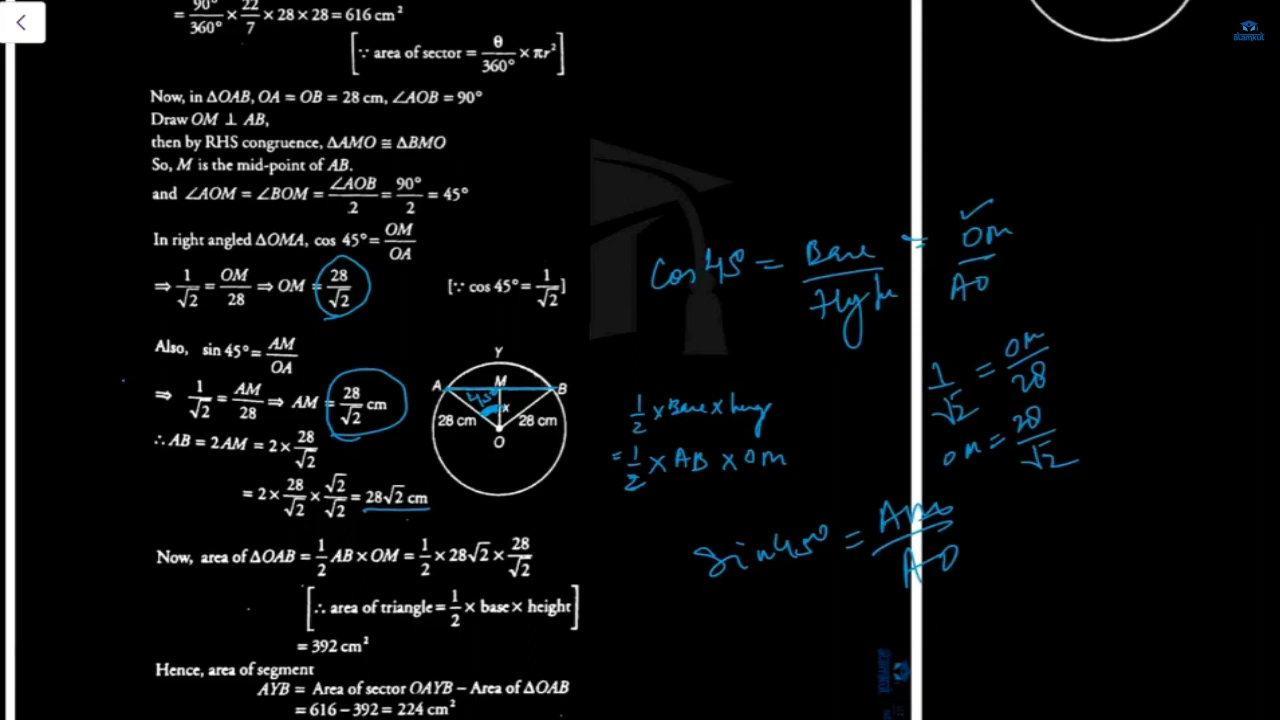 = 90°/360° × 22/7 × 28 × 28 = 616 cm²
[∵ area of sector = θ/360° × πr²]
Now, in ΔOAB, OA = OB = 28 cm, ∠AOB = 90°
Draw OM ⊥ AB,
then by RHS congruence, ΔAMO ≅ ΔBMO
So, M is the mid-point of AB.
and ∠AOM = ∠BOM = ∠AOB/2 = 90°/2 = 45°
In right angled ΔOMA, cos 45° = OM/OA
⇒ 1/√2 = OM/28 ⇒ OM = 28/√2 [∵ cos 45° = 1/√2]
Also, sin 45° = AM/OA
⇒ 1/√2 = AM/28 ⇒ AM = 28/√2 cm
∴ AB = 2AM = 2 × 28/√2
= 2 × 28/√2 × √2/√2 = 28√2 cm
Y
A M B
45°
x
28 cm 28 cm
O
Now, area of ΔOAB = 1/2 AB × OM = 1/2 × 28√2 × 28/√2
[∴ area of triangle = 1/2 × base × height]
= 392 cm²
Hence, area of segment
AYB = Area of sector OAYB – Area of ΔOAB
= 616 – 392 = 224 cm²
Cos 45° = Base/Hyp = OM/AO
1/√2 = OM/28
OM = 28/√2
1/2 × Base ×
= 1/2 × AB × OM
Sin 45° = AM/AO